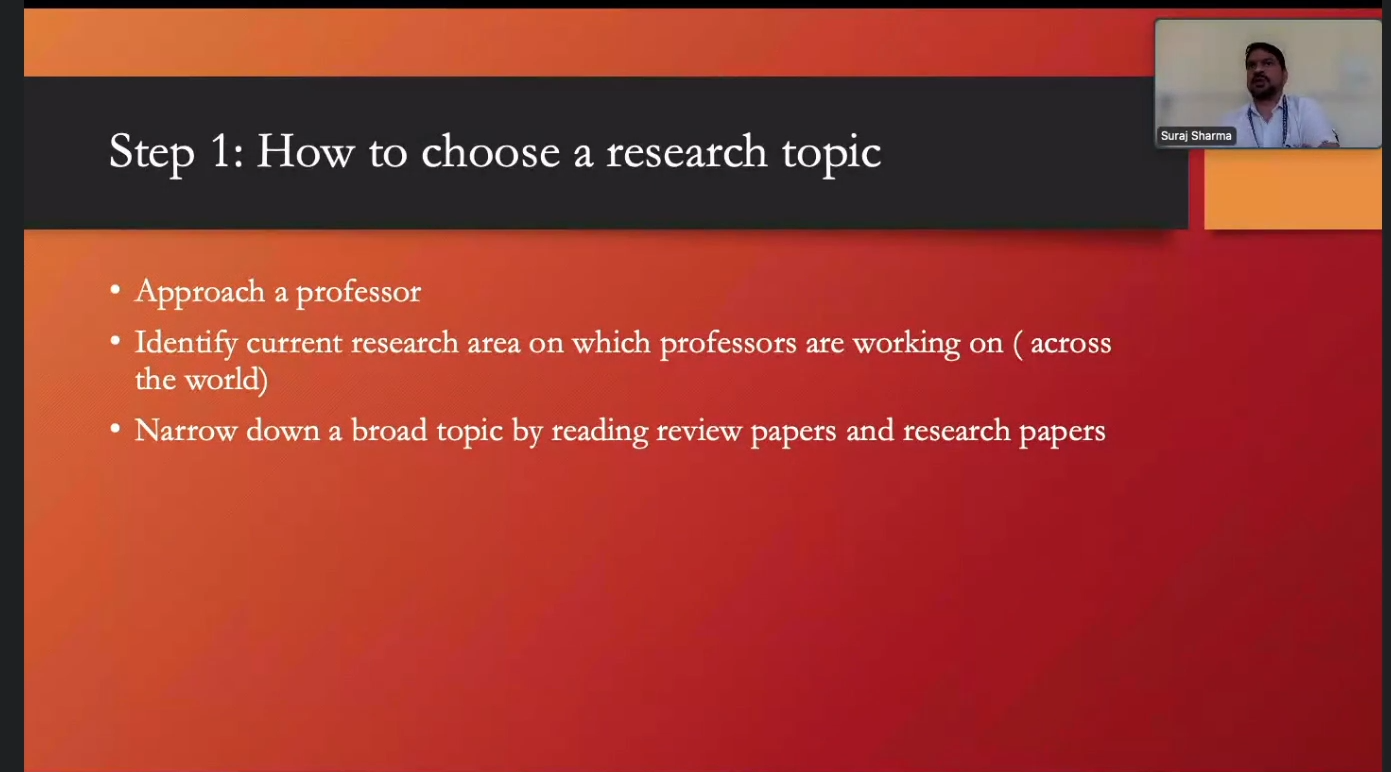 Step 1: How to choose a research topic
Suraj Sharma
• Approach a professor
• Identify current research area on which professors are working on ( across
the world)
• Narrow down a broad topic by reading review papers and research papers